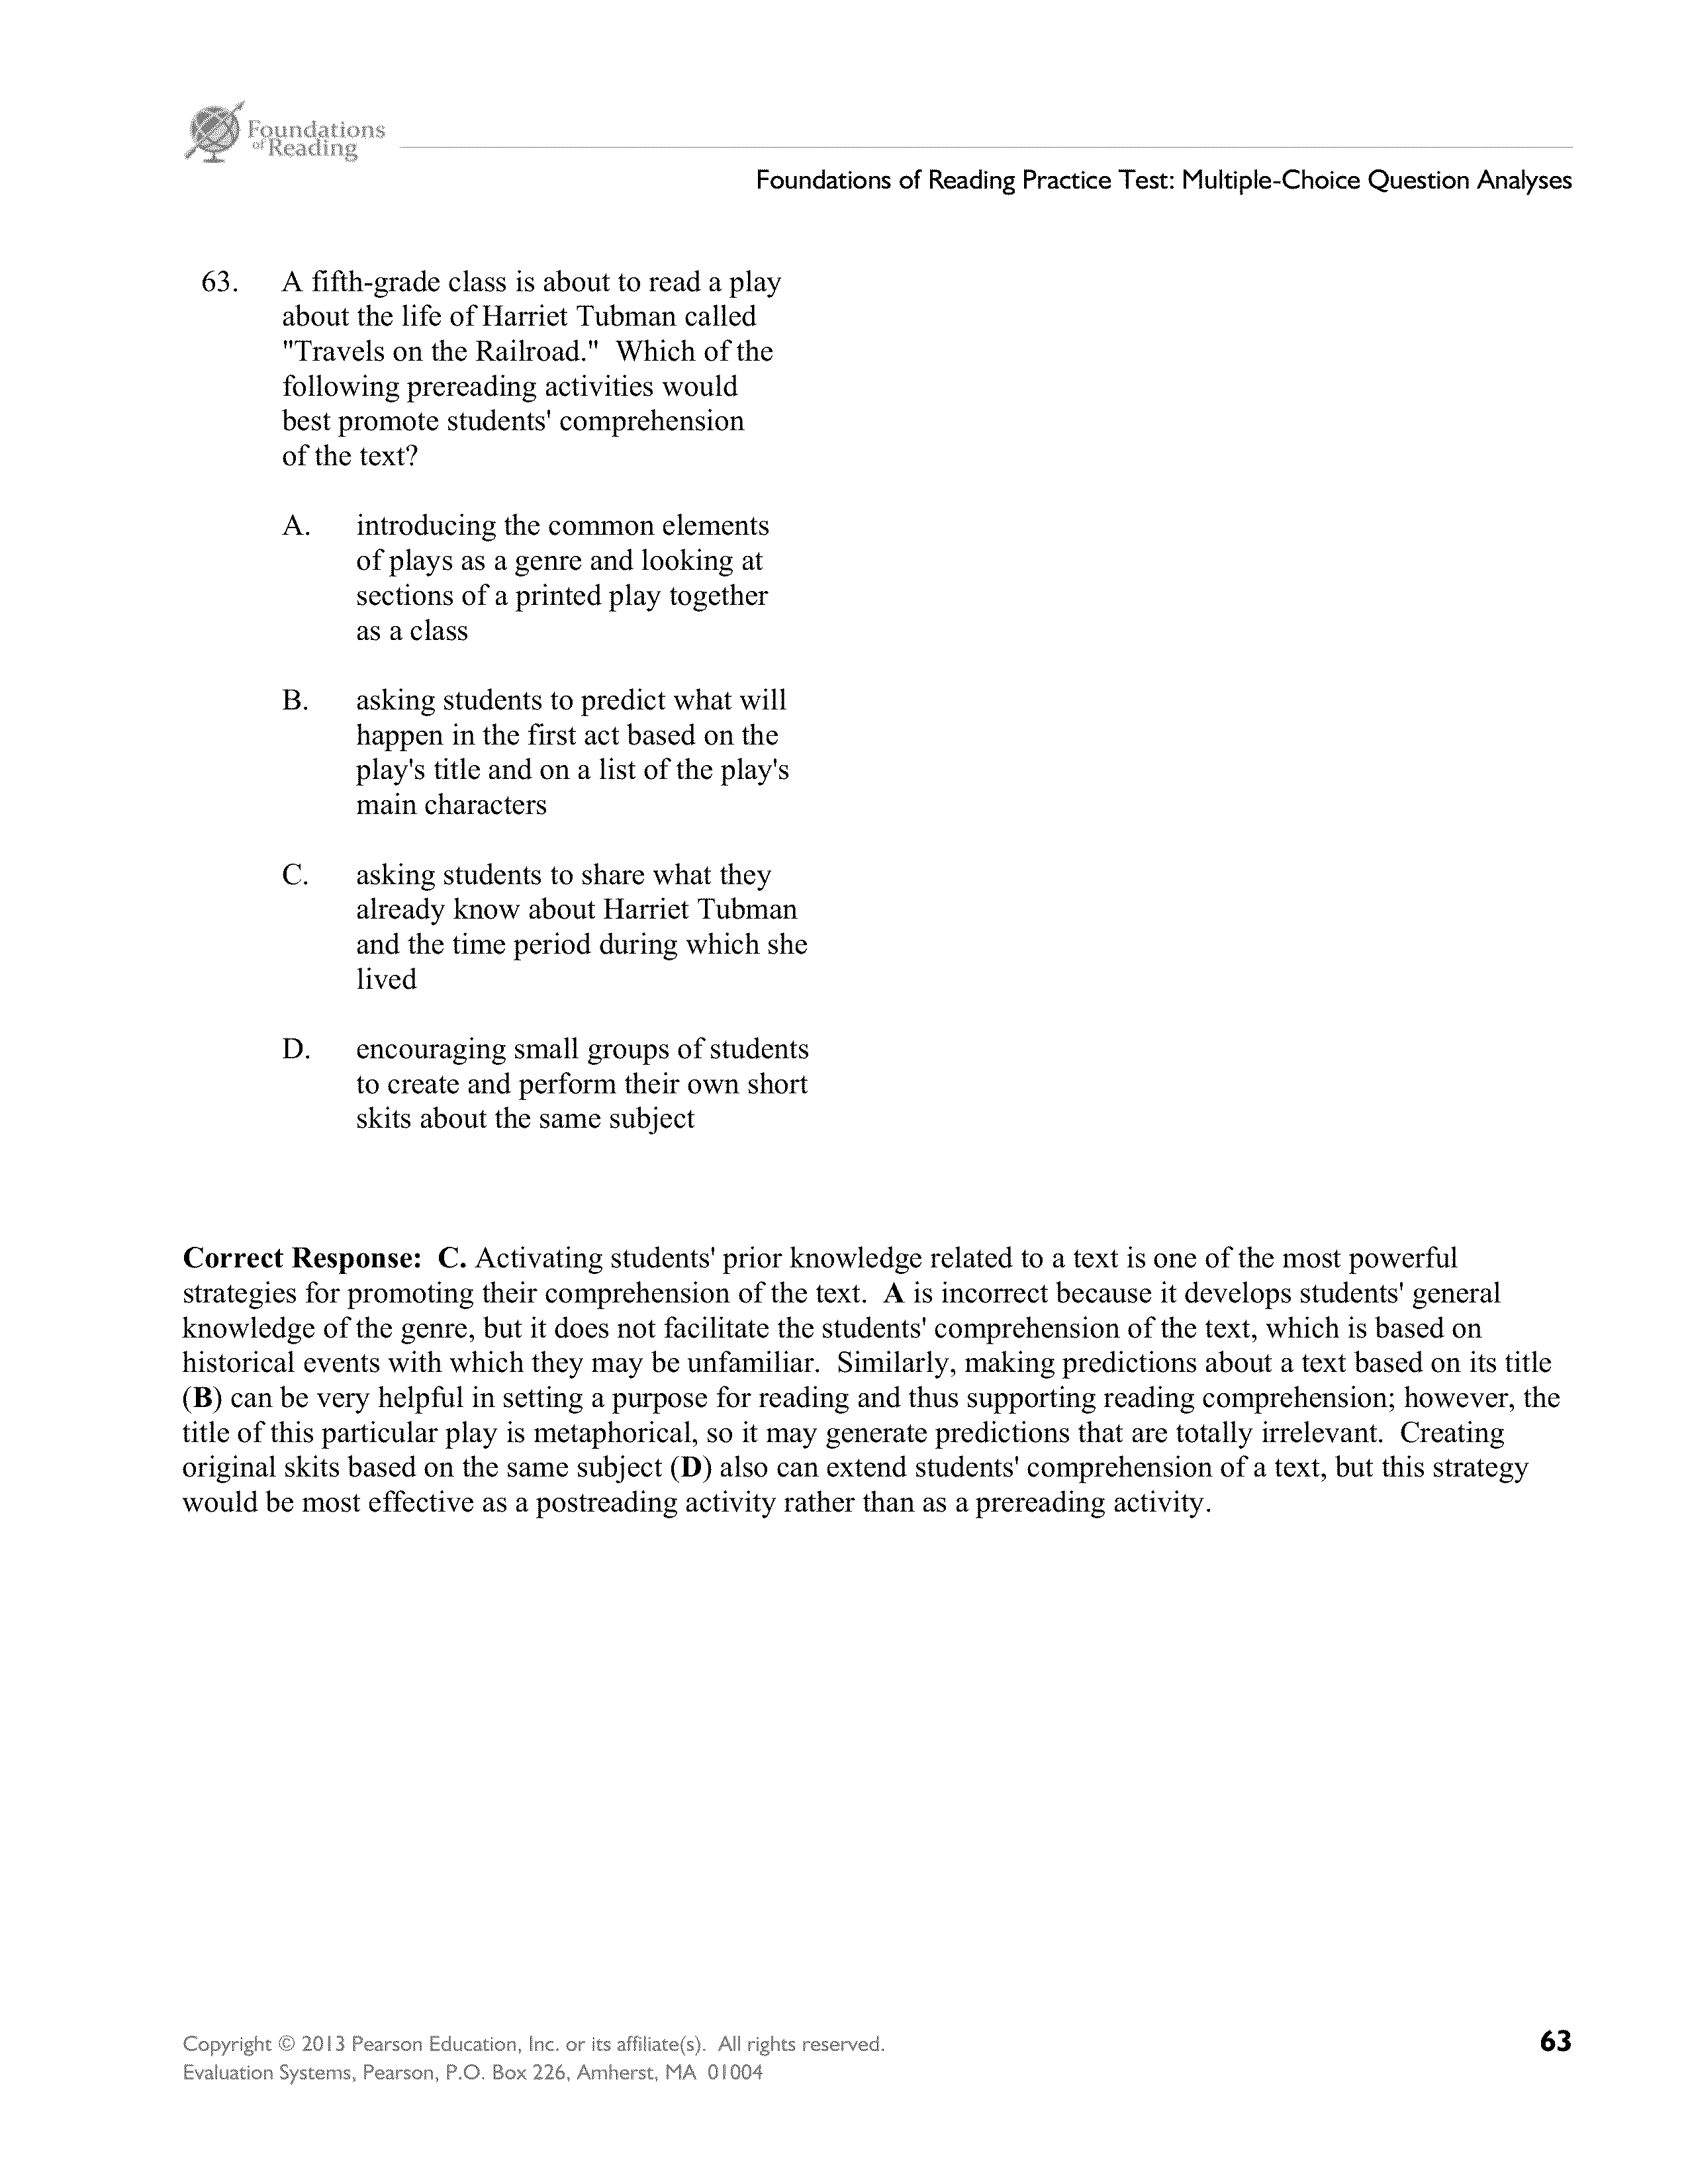 Foundations
of Reading
Foundations of Reading Practice Test: Multiple-Choice Question Analyses
63. A fifth-grade class is about to read a play
about the life of Harriet Tubman called
"Travels on the Railroad."  Which of the
following prereading activities would
best promote students' comprehension
of the text?
A. introducing the common elements
of plays as a genre and looking at
sections of a printed play together
as a class
B. asking students to predict what will
happen in the first act based on the
play's title and on a list of the play's
main characters
C. asking students to share what they
already know about Harriet Tubman
and the time period during which she
lived
D. encouraging small groups of students
to create and perform their own short
skits about the same subject
Correct Response:  C. Activating students' prior knowledge related to a text is one of the most powerful
strategies for promoting their comprehension of the text.  A is incorrect because it develops students' general
knowledge of the genre, but it does not facilitate the students' comprehension of the text, which is based on
historical events with which they may be unfamiliar.  Similarly, making predictions about a text based on its title
(B) can be very helpful in setting a purpose for reading and thus supporting reading comprehension; however, the
title of this particular play is metaphorical, so it may generate predictions that are totally irrelevant.  Creating
original skits based on the same subject (D) also can extend students' comprehension of a text, but this strategy
would be most effective as a postreading activity rather than as a prereading activity.
Copyright © 2013 Pearson Education, Inc. or its affiliate(s).  All rights reserved.
Evaluation Systems, Pearson, P.O. Box 226, Amherst, MA  01004
63